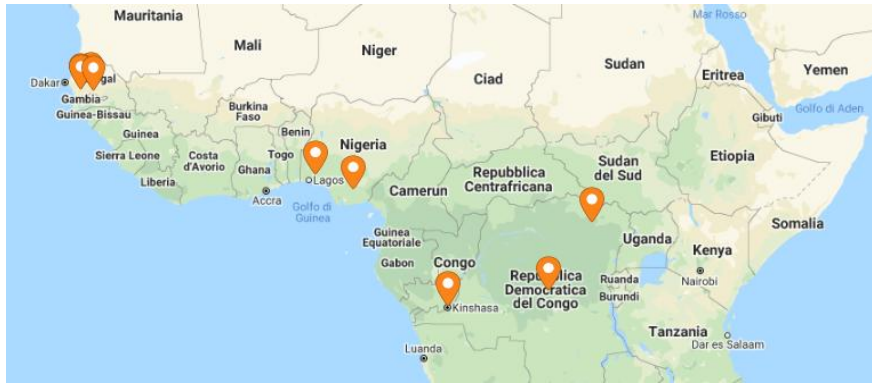 Mar Rosso
Mauritania
Mali
Niger
Sudan
Ciad
Eritrea
Yemen
Dakar
gal
Gambia
Guinea-Bissau
Burkina
Faso
Golfo di Aden
Gibuti
Guinea
Benin
Nigeria
Sierra Leone
Costa
d'Avorio
Togo
Ghana
Etiopia
Sudan
del Sud
Repubblica
Centrafricana
Liberia
Lagos
Camerun
Accra
Golfo di
Guinea
Somalia
Guinea
Equatoriale
Uganda
Kenya
Gabon
Congo
Nairobi
Rep
blica
Democratica
del Congo
Ruanda
Burundi
Kinshasa
Tanzania
Dar es Salaam
Luanda